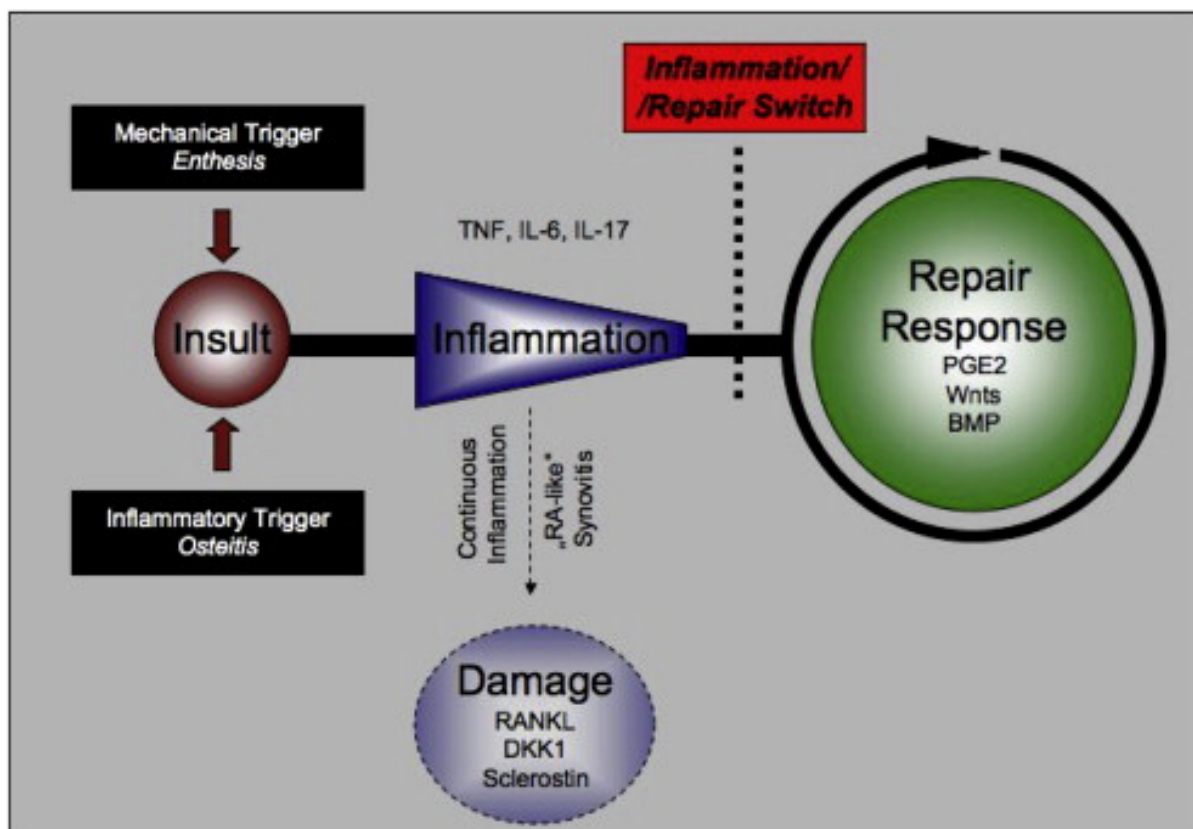 Inflammation/
/Repair Switch
Mechanical Trigger
Enthesis
TNF, IL-6, IL-17
Insult
Inflammation
Repair
Response
PGE2
Wnts
BMP
Continuous
Inflammation
„RA-like“
Synovitis
Inflammatory Trigger
Osteitis
Damage
RANKL
DKK1
Sclerostin